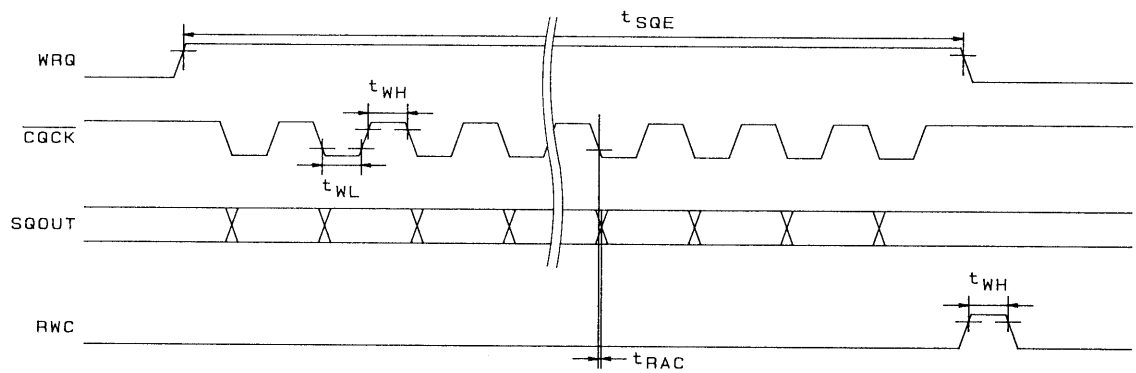 tSQE
WRQ
tWH
CQCK
tWL
SQOUT
tWH
RWC
tRAC